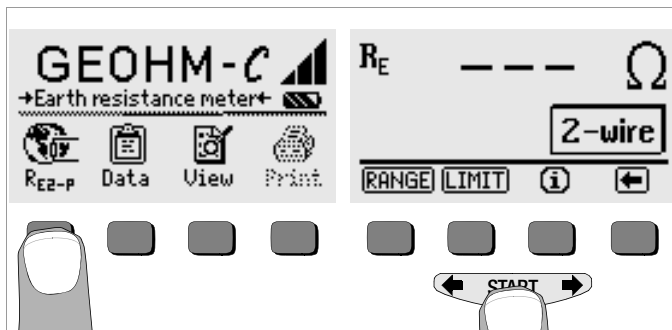 GEOHM-C
→Earth resistance meter←
RE2-P Data View Print
RE --- Ω
2-wire
RANGE LIMIT i ←
← START →